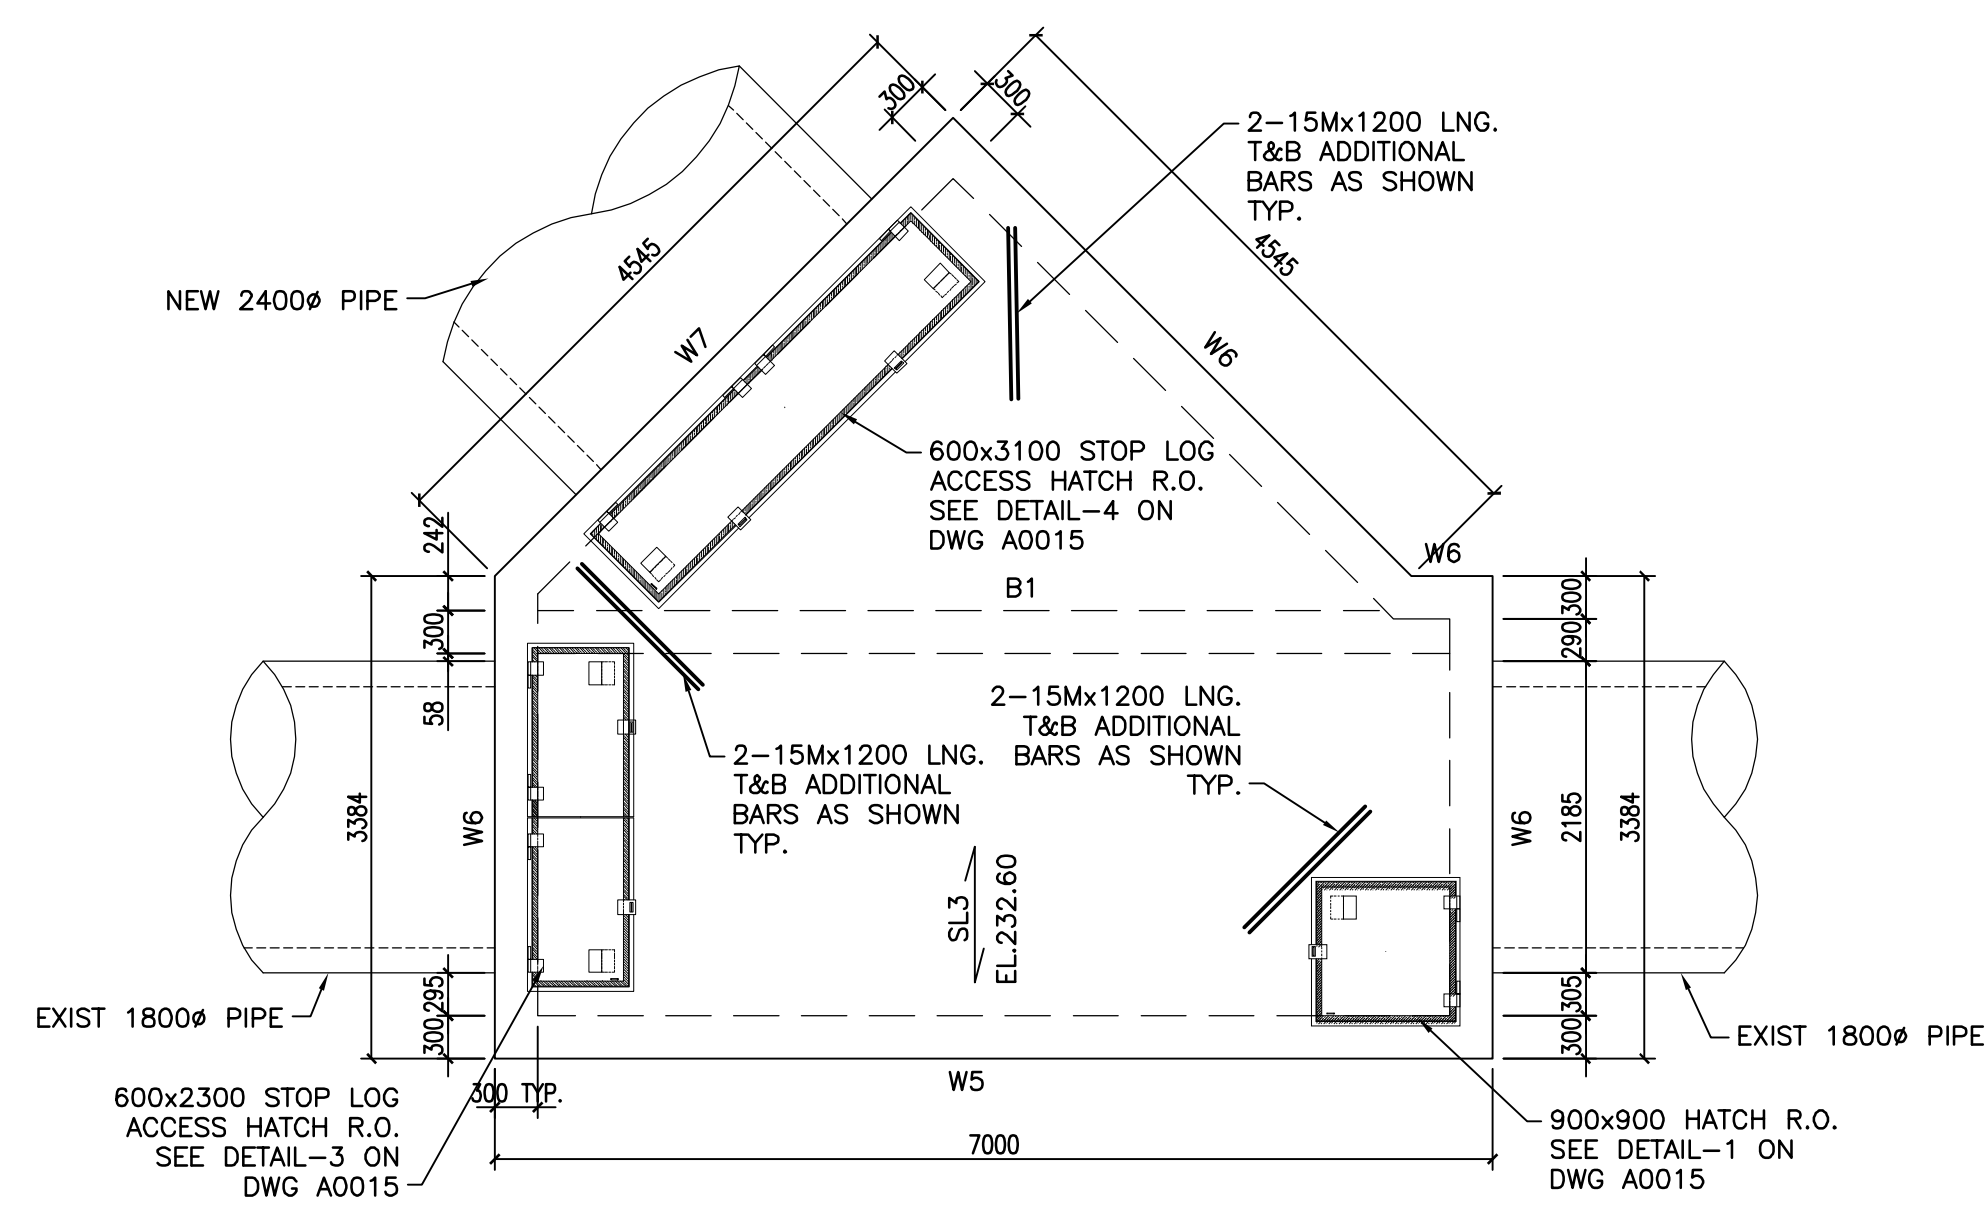 300
300
2-15Mx1200 LNG.
T&B ADDITIONAL
BARS AS SHOWN
TYP.
4545
4545
NEW 2400ø PIPE
W7
W6
600x3100 STOP LOG
ACCESS HATCH R.O.
SEE DETAIL-4 ON
DWG A0015
242
W6
B1
300
300
290
58
2-15Mx1200 LNG.
T&B ADDITIONAL
BARS AS SHOWN
TYP.
2-15Mx1200 LNG.
T&B ADDITIONAL
BARS AS SHOWN
TYP.
3384
W6
W6
2185
3384
SL3
EL.232.60
295
300
305
300
EXIST 1800ø PIPE
EXIST 1800ø PIPE
300 TYP.
W5
600x2300 STOP LOG
ACCESS HATCH R.O.
SEE DETAIL-3 ON
DWG A0015
7000
900x900 HATCH R.O.
SEE DETAIL-1 ON
DWG A0015